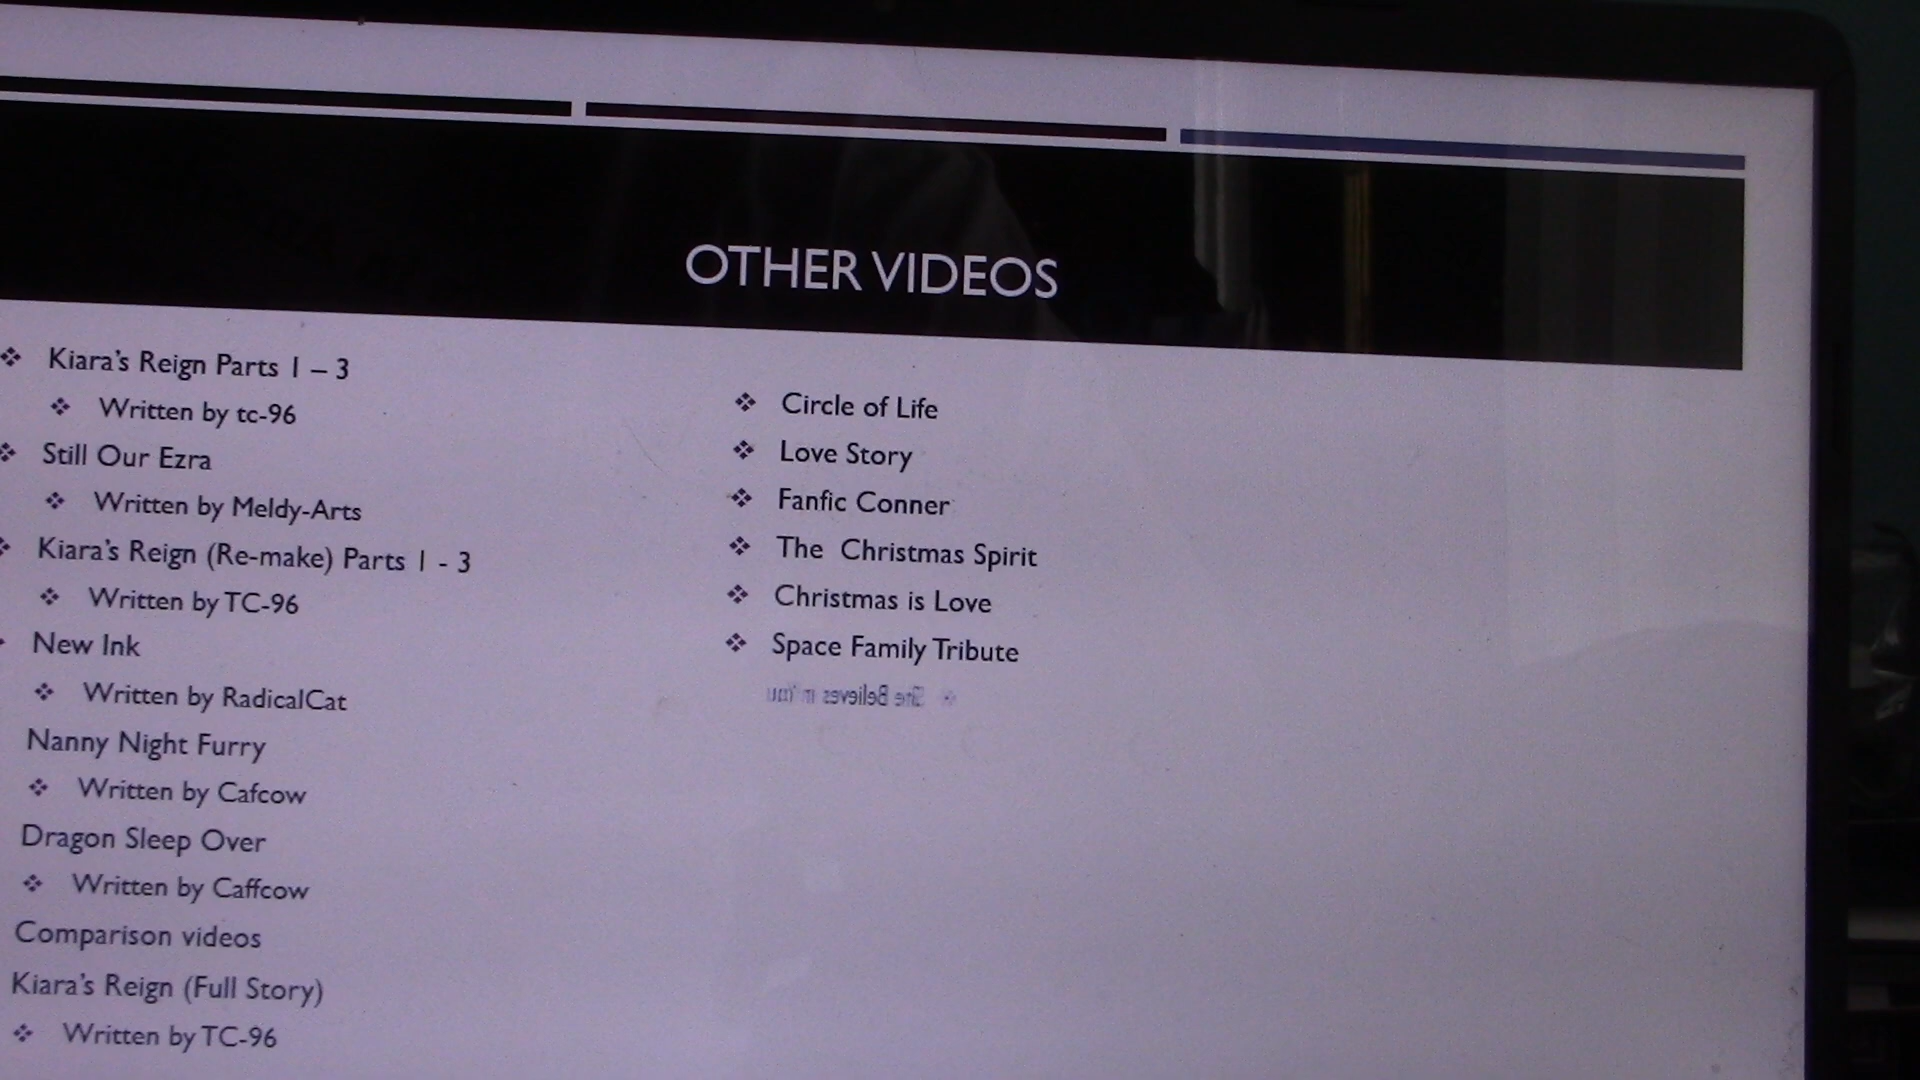 OTHER VIDEOS
Kiara's Reign Parts 1 – 3
Written by tc-96
Still Our Ezra
Written by Meldy-Arts
Kiara's Reign (Re-make) Parts 1 - 3
Written by TC-96
New Ink
Written by RadicalCat
Nanny Night Furry
Written by Cafcow
Dragon Sleep Over
Written by Caffcow
Comparison videos
Kiara's Reign (Full Story)
Written by TC-96
Circle of Life
Love Story
Fanfic Conner
The Christmas Spirit
Christmas is Love
Space Family Tribute
She Believes in